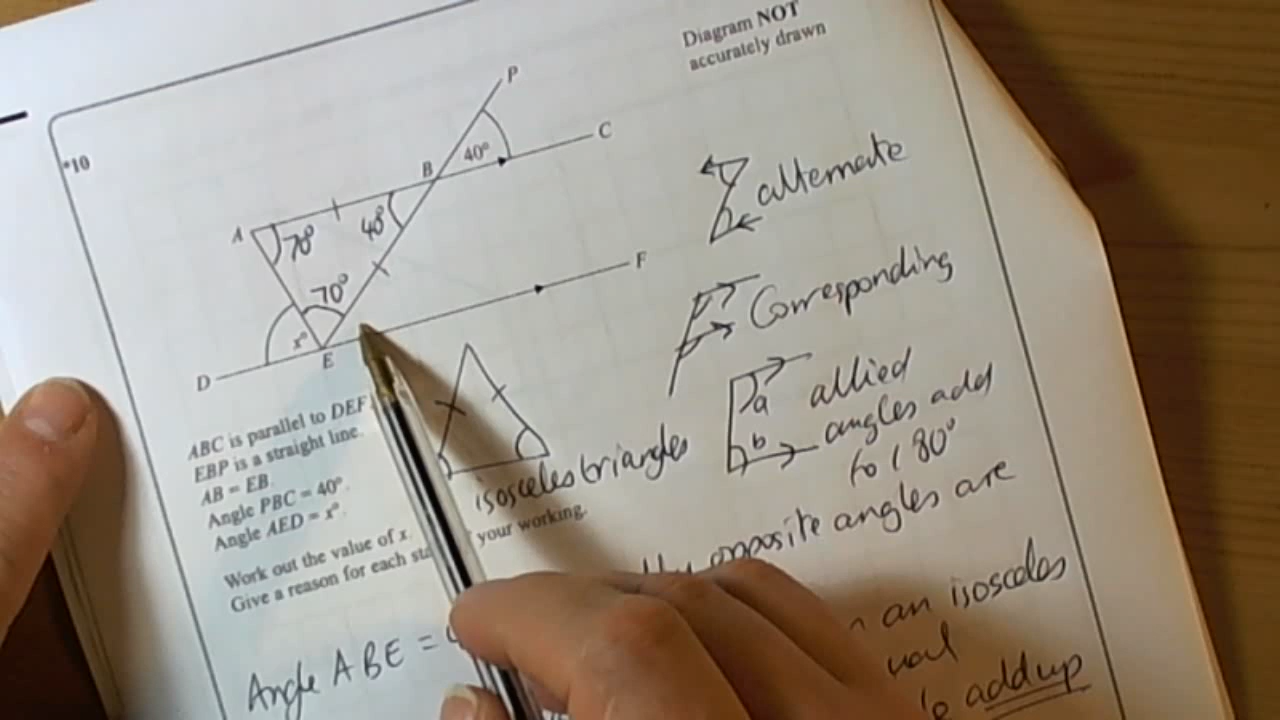 Diagram NOT
accurately drawn
*10
P
C
B
40°
A
70°
40°
70°
F
x°
E
D
alternate
Corresponding
a
b
allied
angles add
to 180°
isosceles triangles
ABC is parallel to DEF
EBP is a straight line.
AB = EB.
Angle PBC = 40°.
Angle AED = x°.
Work out the value of x.
Give a reason for each your working.
opposite angles are
Angle ABE =
an isosceles
add up